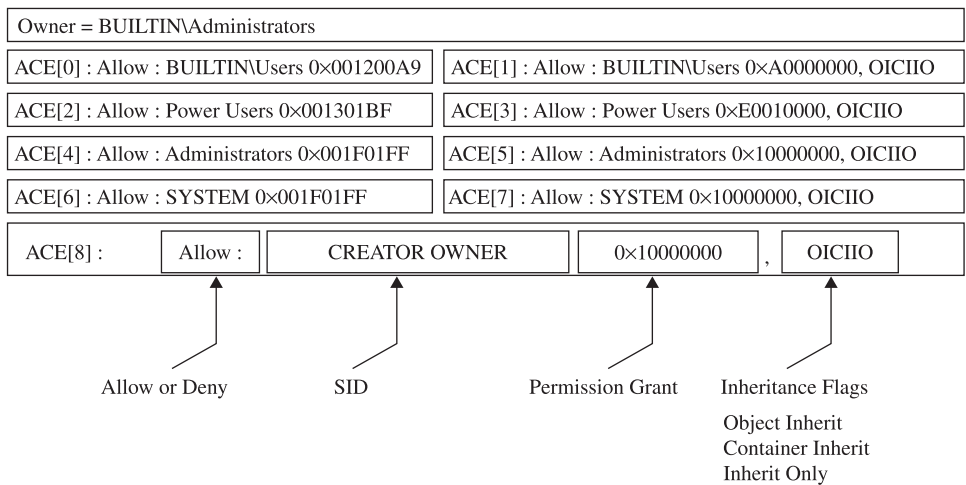 Owner = BUILTIN\Administrators
ACE[0] : Allow : BUILTIN\Users 0×001200A9
ACE[1] : Allow : BUILTIN\Users 0×A0000000, OICIIO
ACE[2] : Allow : Power Users 0×001301BF
ACE[3] : Allow : Power Users 0×E0010000, OICIIO
ACE[4] : Allow : Administrators 0×001F01FF
ACE[5] : Allow : Administrators 0×10000000, OICIIO
ACE[6] : Allow : SYSTEM 0×001F01FF
ACE[7] : Allow : SYSTEM 0×10000000, OICIIO
ACE[8] : Allow : CREATOR OWNER 0×10000000 , OICIIO
Allow or Deny
SID
Permission Grant
Inheritance Flags
Object Inherit
Container Inherit
Inherit Only